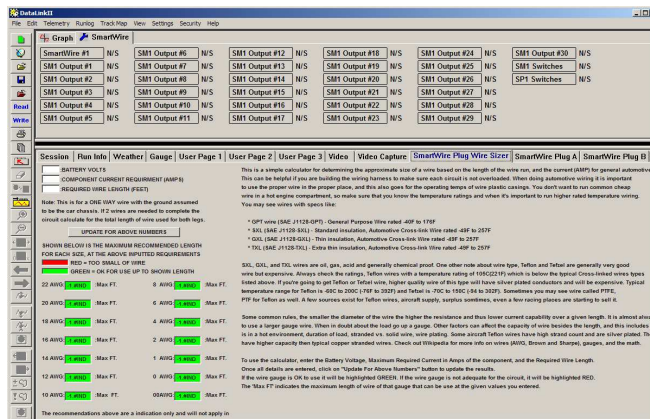 DataLinkII
File Edit Telemetry Runlog Track Map View Settings Security Help
Graph SmartWire
SmartWire #1 N/S SM1 Output #6 N/S SM1 Output #12 N/S SM1 Output #18 N/S SM1 Output #24 N/S SM1 Output #30 N/S
SM1 Output #1 N/S SM1 Output #7 N/S SM1 Output #13 N/S SM1 Output #19 N/S SM1 Output #25 N/S SM1 Switches N/S
SM1 Output #2 N/S SM1 Output #8 N/S SM1 Output #14 N/S SM1 Output #20 N/S SM1 Output #26 N/S SP1 Switches N/S
SM1 Output #3 N/S SM1 Output #9 N/S SM1 Output #15 N/S SM1 Output #21 N/S SM1 Output #27 N/S
Read SM1 Output #4 N/S SM1 Output #10 N/S SM1 Output #16 N/S SM1 Output #22 N/S SM1 Output #28 N/S
Write SM1 Output #5 N/S SM1 Output #11 N/S SM1 Output #17 N/S SM1 Output #23 N/S SM1 Output #29 N/S
Session Run Info Weather Gauge User Page 1 User Page 2 User Page 3 Video Video Capture SmartWire Plug Wire Sizer SmartWire Plug A SmartWire Plug B
BATTERY VOLTS
COMPONENT CURRENT REQUIRMENT (AMPS)
REQUIRED WIRE LENGTH (FEET)
Note: This is for a ONE WAY wire with the ground assumed
to be the car chassis. If 2 wires are needed to complete the
circuit calculate for the total length of wire used for both legs.
UPDATE FOR ABOVE NUMBERS
SHOWN BELOW IS THE MAXIMUM RECOMMENDED LENGTH
FOR EACH SIZE, AT THE ABOVE INPUTTED REQUIREMENTS
RED = TOO SMALL OF WIRE
GREEN = OK FOR USE UP TO SHOWN LENGTH
22 AWG -1.#IND :Max FT. 8 AWG -1.#IND :Max FT.
20 AWG -1.#IND :Max FT. 6 AWG -1.#IND :Max FT.
18 AWG -1.#IND :Max FT. 4 AWG -1.#IND :Max FT.
16 AWG -1.#IND :Max FT. 2 AWG -1.#IND :Max FT.
14 AWG -1.#IND :Max FT. 1 AWG -1.#IND :Max FT.
12 AWG -1.#IND :Max FT. 0 AWG -1.#IND :Max FT.
10 AWG -1.#IND :Max FT. 00AWG -1.#IND :Max FT.
The recommendations above are a indication only and will not apply in
This is a simple calculator for determining the approximate size of a wire based on the length of the wire run, and the current (AMP) for general automotive
This can be helpful if you are building the wiring harness to make sure each circuit is not overloaded. When doing automotive wiring it is important
to use the proper wire in the proper place, and this also goes for the operating temps of wire plastic casings. You don't want to run common cheap
wire in a hot engine compartment, so make sure that you know the temperature ratings and when it's important to run higher rated temperature wiring.
You may see wires with specs like:
* GPT wire (SAE J1128-GPT) - General Purpose Wire rated -40F to 176F
* SXL (SAE J1128-SXL) - Standard insulation, Automotive Cross-link Wire rated -49F to 257F
* GXL (SAE J1128-GXL) - Thin insulation, Automotive Cross-link Wire rated -49F to 257F
* TXL (SAE J1128-TXL) - Extra thin insulation, Automotive Cross-link Wire rated -49F to 257F
SXL, GXL, and TXL wires are oil, gas, acid and generally chemical proof. One other note about wire type, Teflon and Tefzel are generally very good
wire but expensive. Always check the ratings, Teflon wires with a temperature rating of 105C(221F) which is below the typical Cross-linked wires types
listed above. If you're going to get Teflon or Tefzel wire, higher quality wire of this type will have silver plated conductors and will be expensive. Typical
temperature range for Teflon is -60C to 200C (-76F to 392F) and Tefzel is -70C to 150C (-94 to 302F). Sometimes you may see wire called PTFE,
PTF for Teflon as well. A few sources exist for Teflon wires, aircraft supply, surplus somtimes, even a few racing places are starting to sell it.
Some common rules, the smaller the diameter of the wire the higher the resistance and thus lower current capability over a given length. It is almost also
to use a larger gauge wire. When in doubt about the load go up a gauge. Other factors can affect the capacity of wire besides the length, and this includes
is in a hot environment, duration of load, stranded vs. solid wire, wire plating. Some aircraft Teflon wires have high strand count and are silver plated. The
have higher capacity then typical copper stranded wires. Check out Wikipedia for more info on wires (AWG, Brown and Sharpe), gauges, and the math.
To use the calculator, enter the Battery Voltage, Maximum Required Current in Amps of the component, and the Required Wire Length.
Once all details are entered, click on "Update For Above Numbers" button to update the results.
If the wire gauge is OK to use it will be highlighted GREEN. If the wire gauge is not adequate for the circuit, it will be highlighted RED.
The "Max FT" indicates the maximum length of wire of that gauge that can be use at the given values you entered.